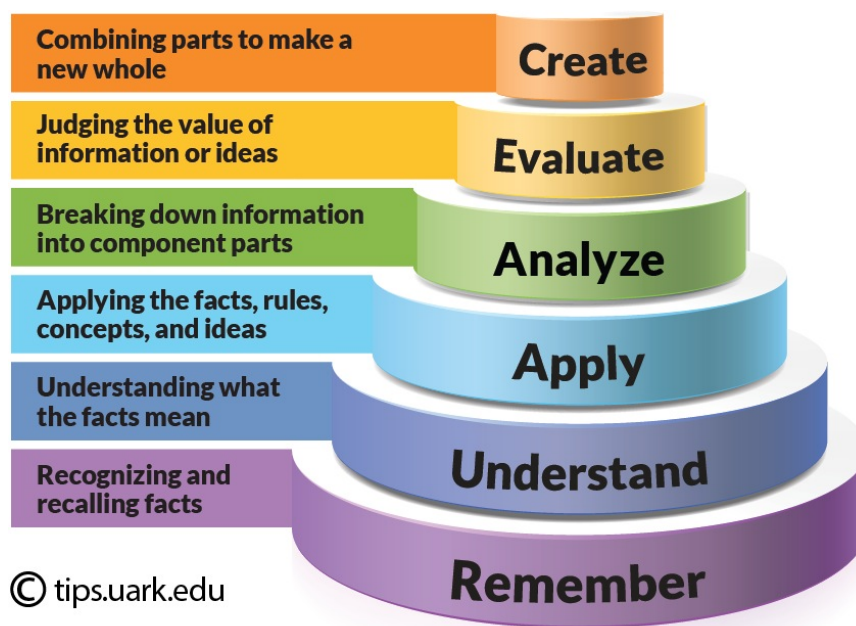 Combining parts to make a
new whole
Create
Judging the value of
information or ideas
Evaluate
Breaking down information
into component parts
Analyze
Applying the facts, rules,
concepts, and ideas
Apply
Understanding what
the facts mean
Understand
Recognizing and
recalling facts
Remember
© tips.uark.edu